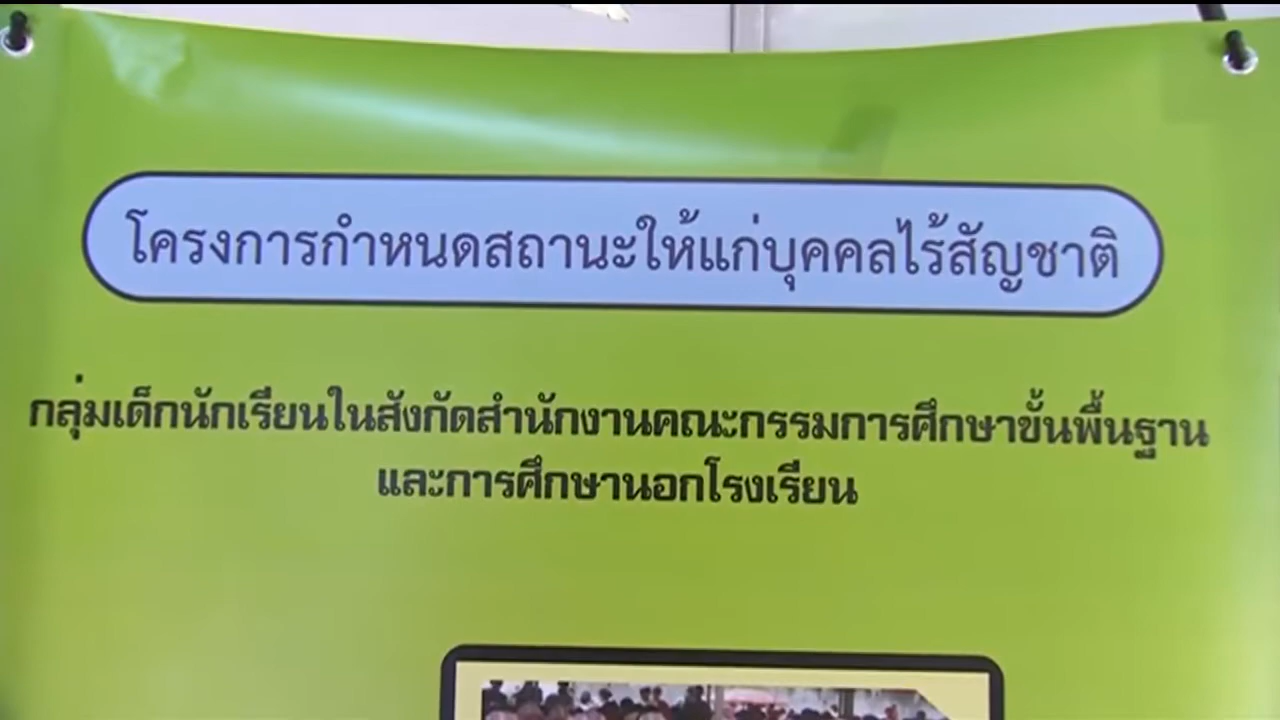 โครงการกำหนดสถานะให้แก่บุคคลไร้สัญชาติ
กลุ่มเด็กนักเรียนในสังกัดสำนักงานคณะกรรมการศึกษาขั้นพื้นฐาน
และการศึกษานอกโรงเรียน